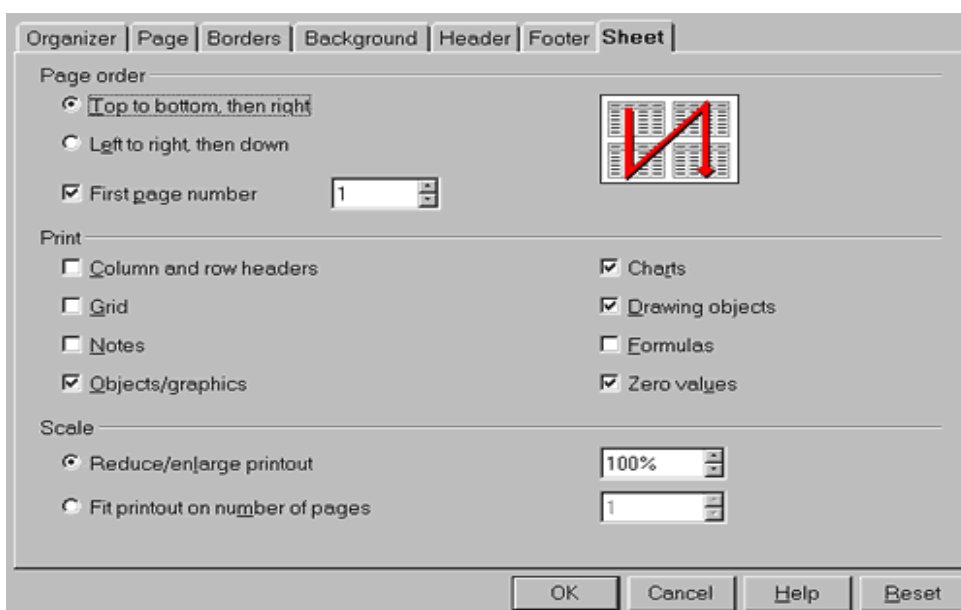 Organizer Page Borders Background Header Footer Sheet
Page order
Top to bottom, then right
Left to right, then down
First page number 1
Print
Column and row headers Charts
Grid Drawing objects
Notes Formulas
Objects/graphics Zero values
Scale
Reduce/enlarge printout 100%
Fit printout on number of pages 1
OK Cancel Help Reset